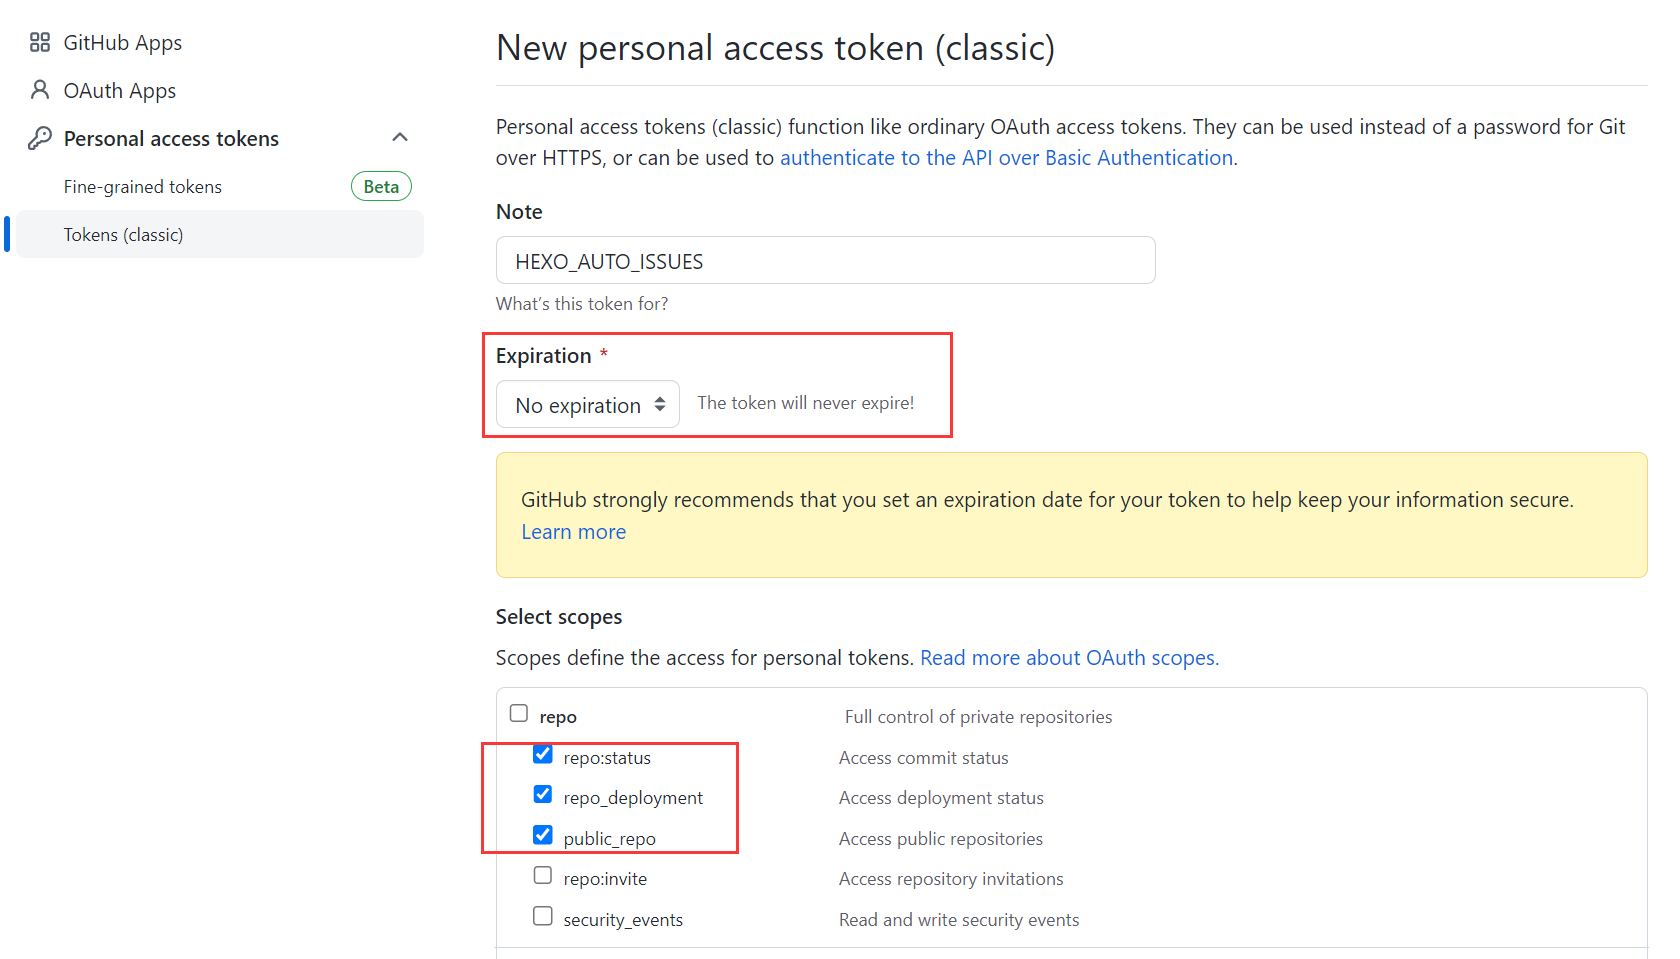 GitHub Apps
OAuth Apps
Personal access tokens
Fine-grained tokens
Beta
Tokens (classic)
New personal access token (classic)
Personal access tokens (classic) function like ordinary OAuth access tokens. They can be used instead of a password for Git
over HTTPS, or can be used to authenticate to the API over Basic Authentication.
Note
HEXO_AUTO_ISSUES
What's this token for?
Expiration *
No expiration
The token will never expire!
GitHub strongly recommends that you set an expiration date for your token to help keep your information secure.
Learn more
Select scopes
Scopes define the access for personal tokens. Read more about OAuth scopes.
repo Full control of private repositories
repo:status Access commit status
repo_deployment Access deployment status
public_repo Access public repositories
repo:invite Access repository invitations
security_events Read and write security events